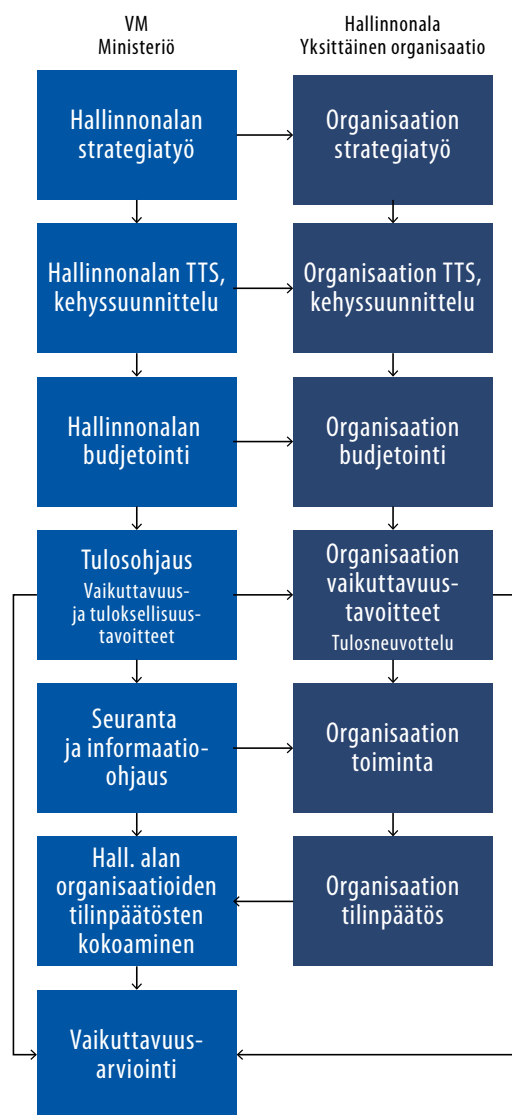 VM
Ministeriö
Hallinnonala
Yksittäinen organisaatio
Hallinnonalan
strategiatyö
Organisaation
strategiatyö
Hallinnonalan TTS,
kehyssuunnittelu
Organisaation TTS,
kehyssuunnittelu
Hallinnonalan
budjetointi
Organisaation
budjetointi
Tulosohjaus
Vaikuttavuus-
ja tuloksellisuus-
tavoitteet
Organisaation
vaikuttavuus-
tavoitteet
Tulosneuvottelu
Seuranta
ja informaatio-
ohjaus
Organisaation
toiminta
Hall. alan
organisaatioiden
tilinpäätösten
kokoaminen
Organisaation
tilinpäätös
Vaikuttavuus-
arviointi